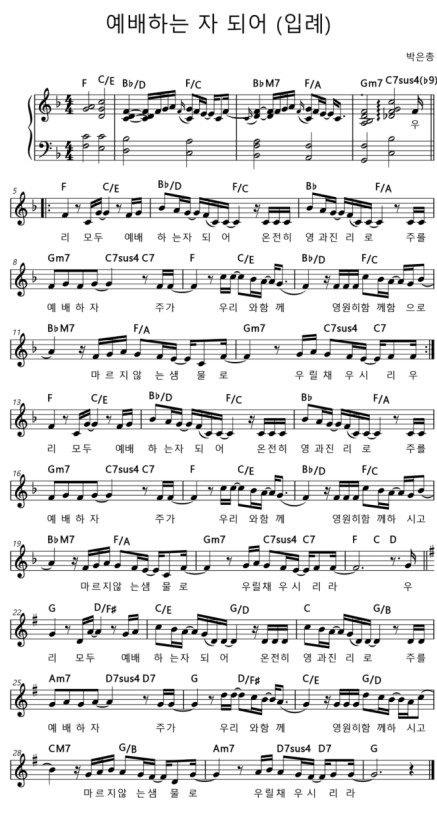 예배하는 자 되어 (입례)
박은총
F C/E B♭/D F/C B♭M7 F/A Gm7 C7sus4(♭9)
우
5 F C/E B♭/D F/C B♭ F/A
리 모두 예배 하 는자 되 어 온전히 영 과진 리 로 주를
8 Gm7 C7sus4 C7 F C/E B♭/D F/C
예 배 하 자 주가 우리 와함 께 영원히함 께함 으로
11 B♭M7 F/A Gm7 C7sus4 C7
마 르지않 는샘 물 로 우릴채 우시 리우
13 F C/E B♭/D F/C B♭ F/A
리 모두 예배 하 는자 되 어 온전히 영 과진 리 로 주를
16 Gm7 C7sus4 C7 F C/E B♭/D F/C
예 배 하 자 주가 우리 와함 께 영원히함 께하 시고
19 B♭M7 F/A Gm7 C7sus4 C7 F C D
마르지않 는샘 물 로 우릴채 우 시 리 라 우
22 G D/F♯ C/E G/D C G/B
리 모두 예배 하 는자 되 어 온전히 영 과진 리 로 주를
25 Am7 D7sus4 D7 G D/F♯ C/E G/D
예 배 하 자 주가 우리 와함 께 영원히함 께하 시고
28 CM7 G/B Am7 D7sus4 D7 G
마르지않 는샘 물 로 우릴채 우 시 리 라